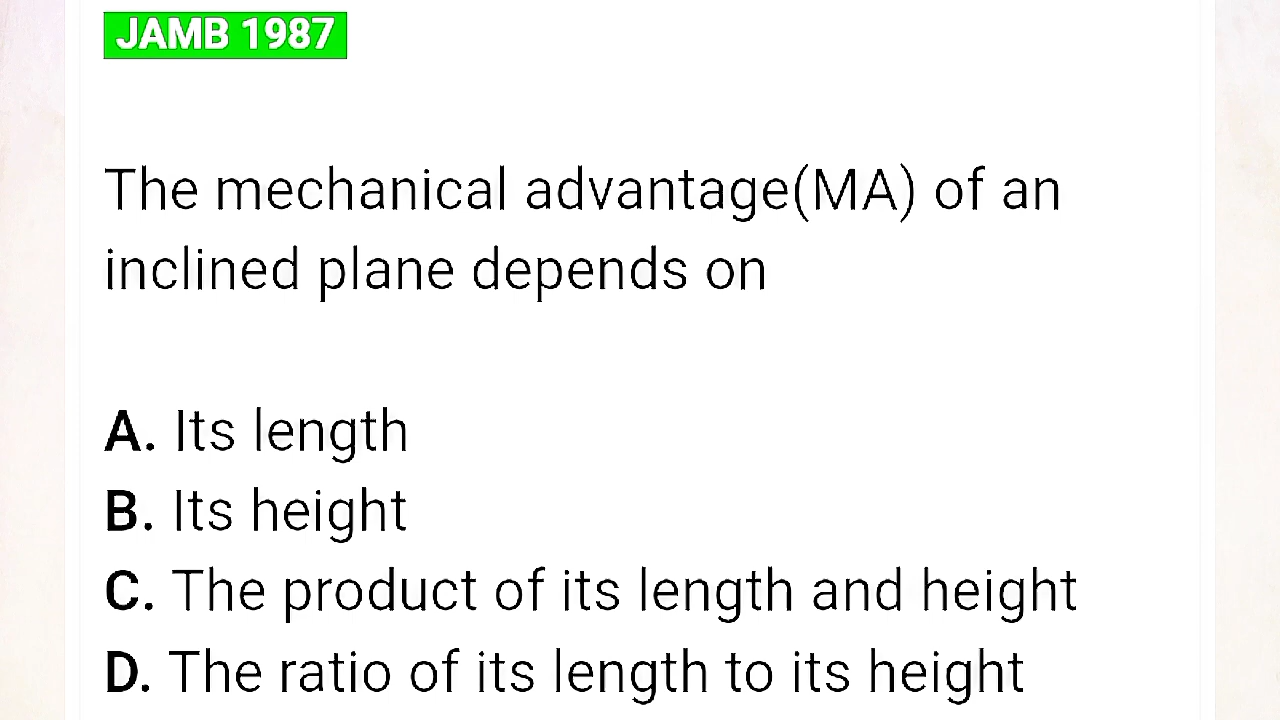 JAMB 1987
The mechanical advantage(MA) of an
inclined plane depends on
A. Its length
B. Its height
C. The product of its length and height
D. The ratio of its length to its height